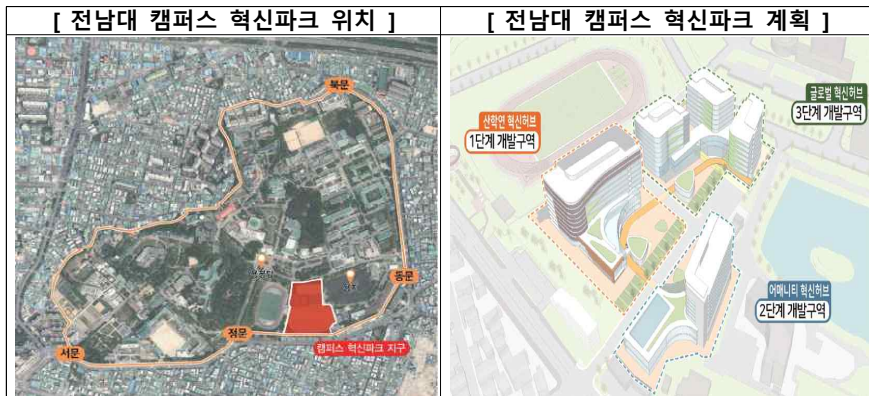 [ 전남대 캠퍼스 혁신파크 위치 ]
[ 전남대 캠퍼스 혁신파크 계획 ]
북문
동문
정문
서문
캠퍼스 혁신파크 지구
글로벌 혁신허브
3단계 개발구역
산학연 혁신허브
1단계 개발구역
어매니티 혁신허브
2단계 개발구역